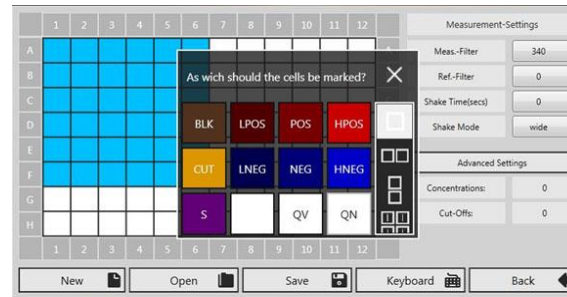 1 2 3 4 5 6 7 8 9 10 11 12
A
B
C
D
E
F
G
H
1 2 3 4 5 6 7 8 9 10 11 12
As wich should the cells be marked?
BLK LPOS POS HPOS
CUT LNEG NEG HNEG
S QV QN
1 1
Measurement-Settings
Meas.-Filter 340
Ref.-Filter 0
Shake Time(secs) 0
Shake Mode wide
Advanced Settings
Concentrations: 0
Cut-Offs: 0
New Open Save Keyboard Back